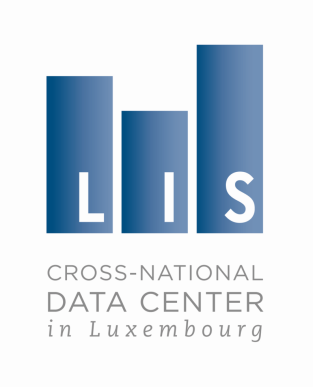 LIS
CROSS-NATIONAL
DATA CENTER
in Luxembourg